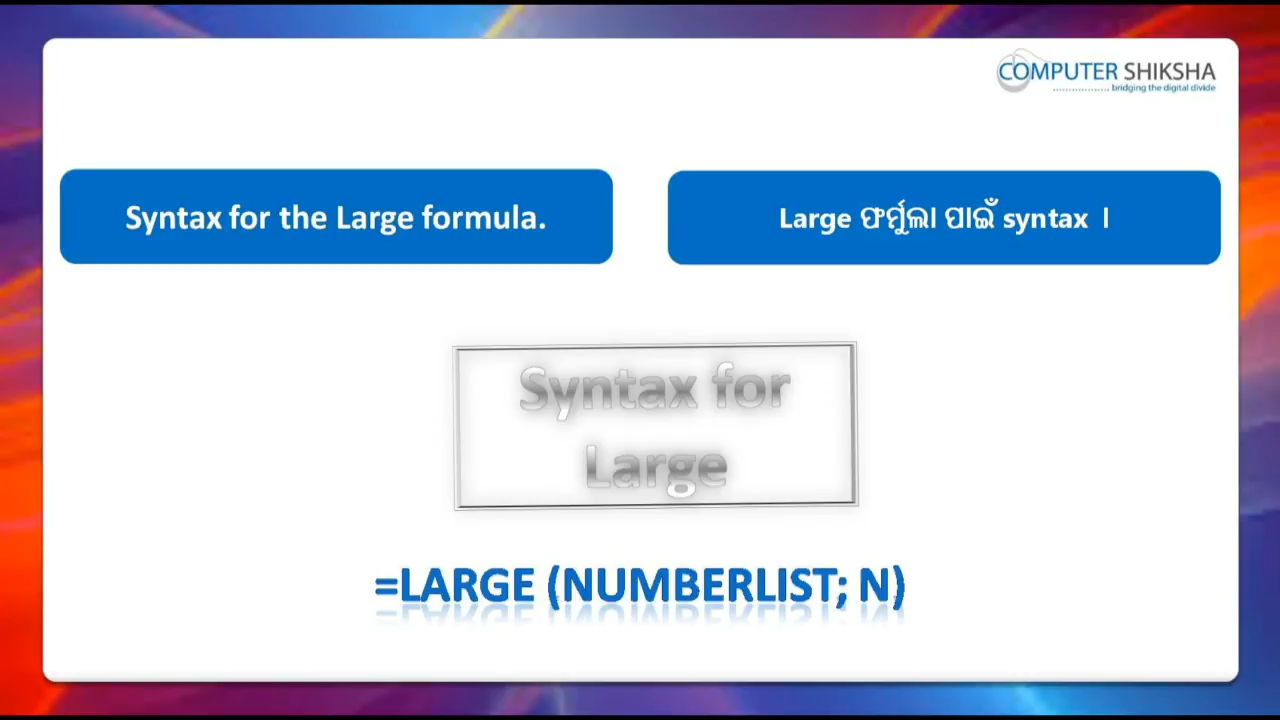 COMPUTER SHIKSHA
bridging the digital divide
Syntax for the Large formula.
Large ଫର୍ମୁଲା ପାଇଁ syntax ।
Syntax for
Large
=LARGE (NUMBERLIST; N)